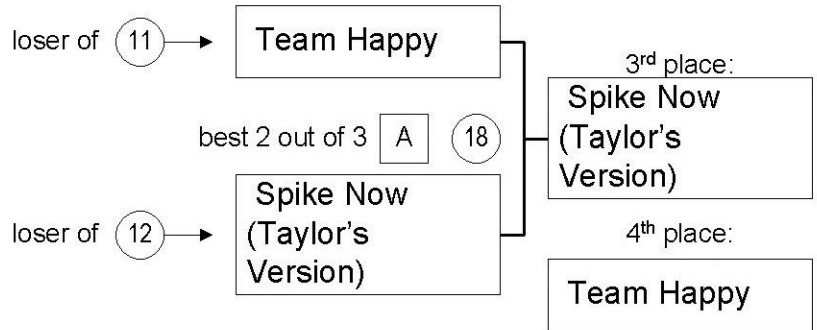 loser of 11
Team Happy
3rd place:
Spike Now
(Taylor’s
Version)
best 2 out of 3 A 18
Spike Now
(Taylor’s
Version)
loser of 12
4th place:
Team Happy